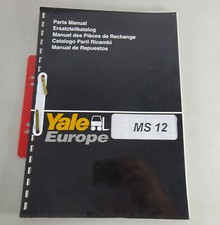 Parts Manual
Ersatzteilkatalog
Manuel des Pièces de Rechange
Catalogo Parti Ricambi
Manual de Repuestos
Yale
Europe
MS 12